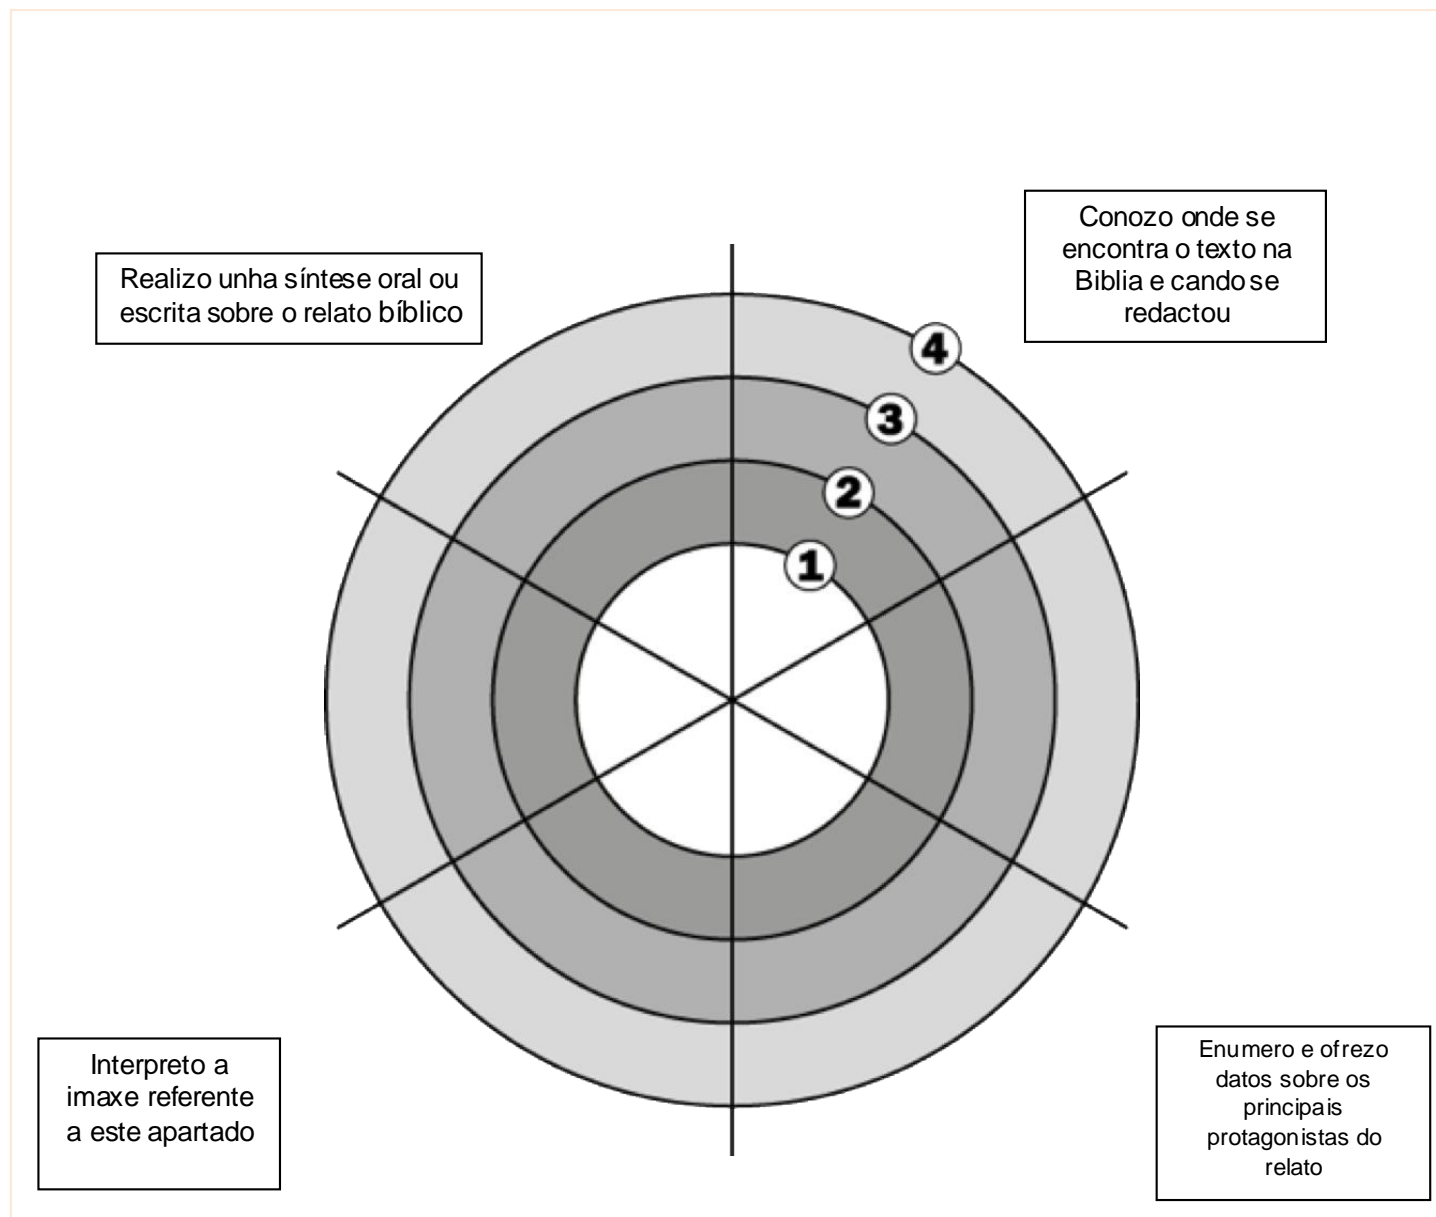 Realizo unha síntese oral ou
escrita sobre o relato bíblico
Conozo onde se
encontra o texto na
Biblia e cando se
redactou
4
3
2
1
Interpreto a
imaxe referente
a este apartado
Enumero e ofrezo
datos sobre os
principais
protagonistas do
relato